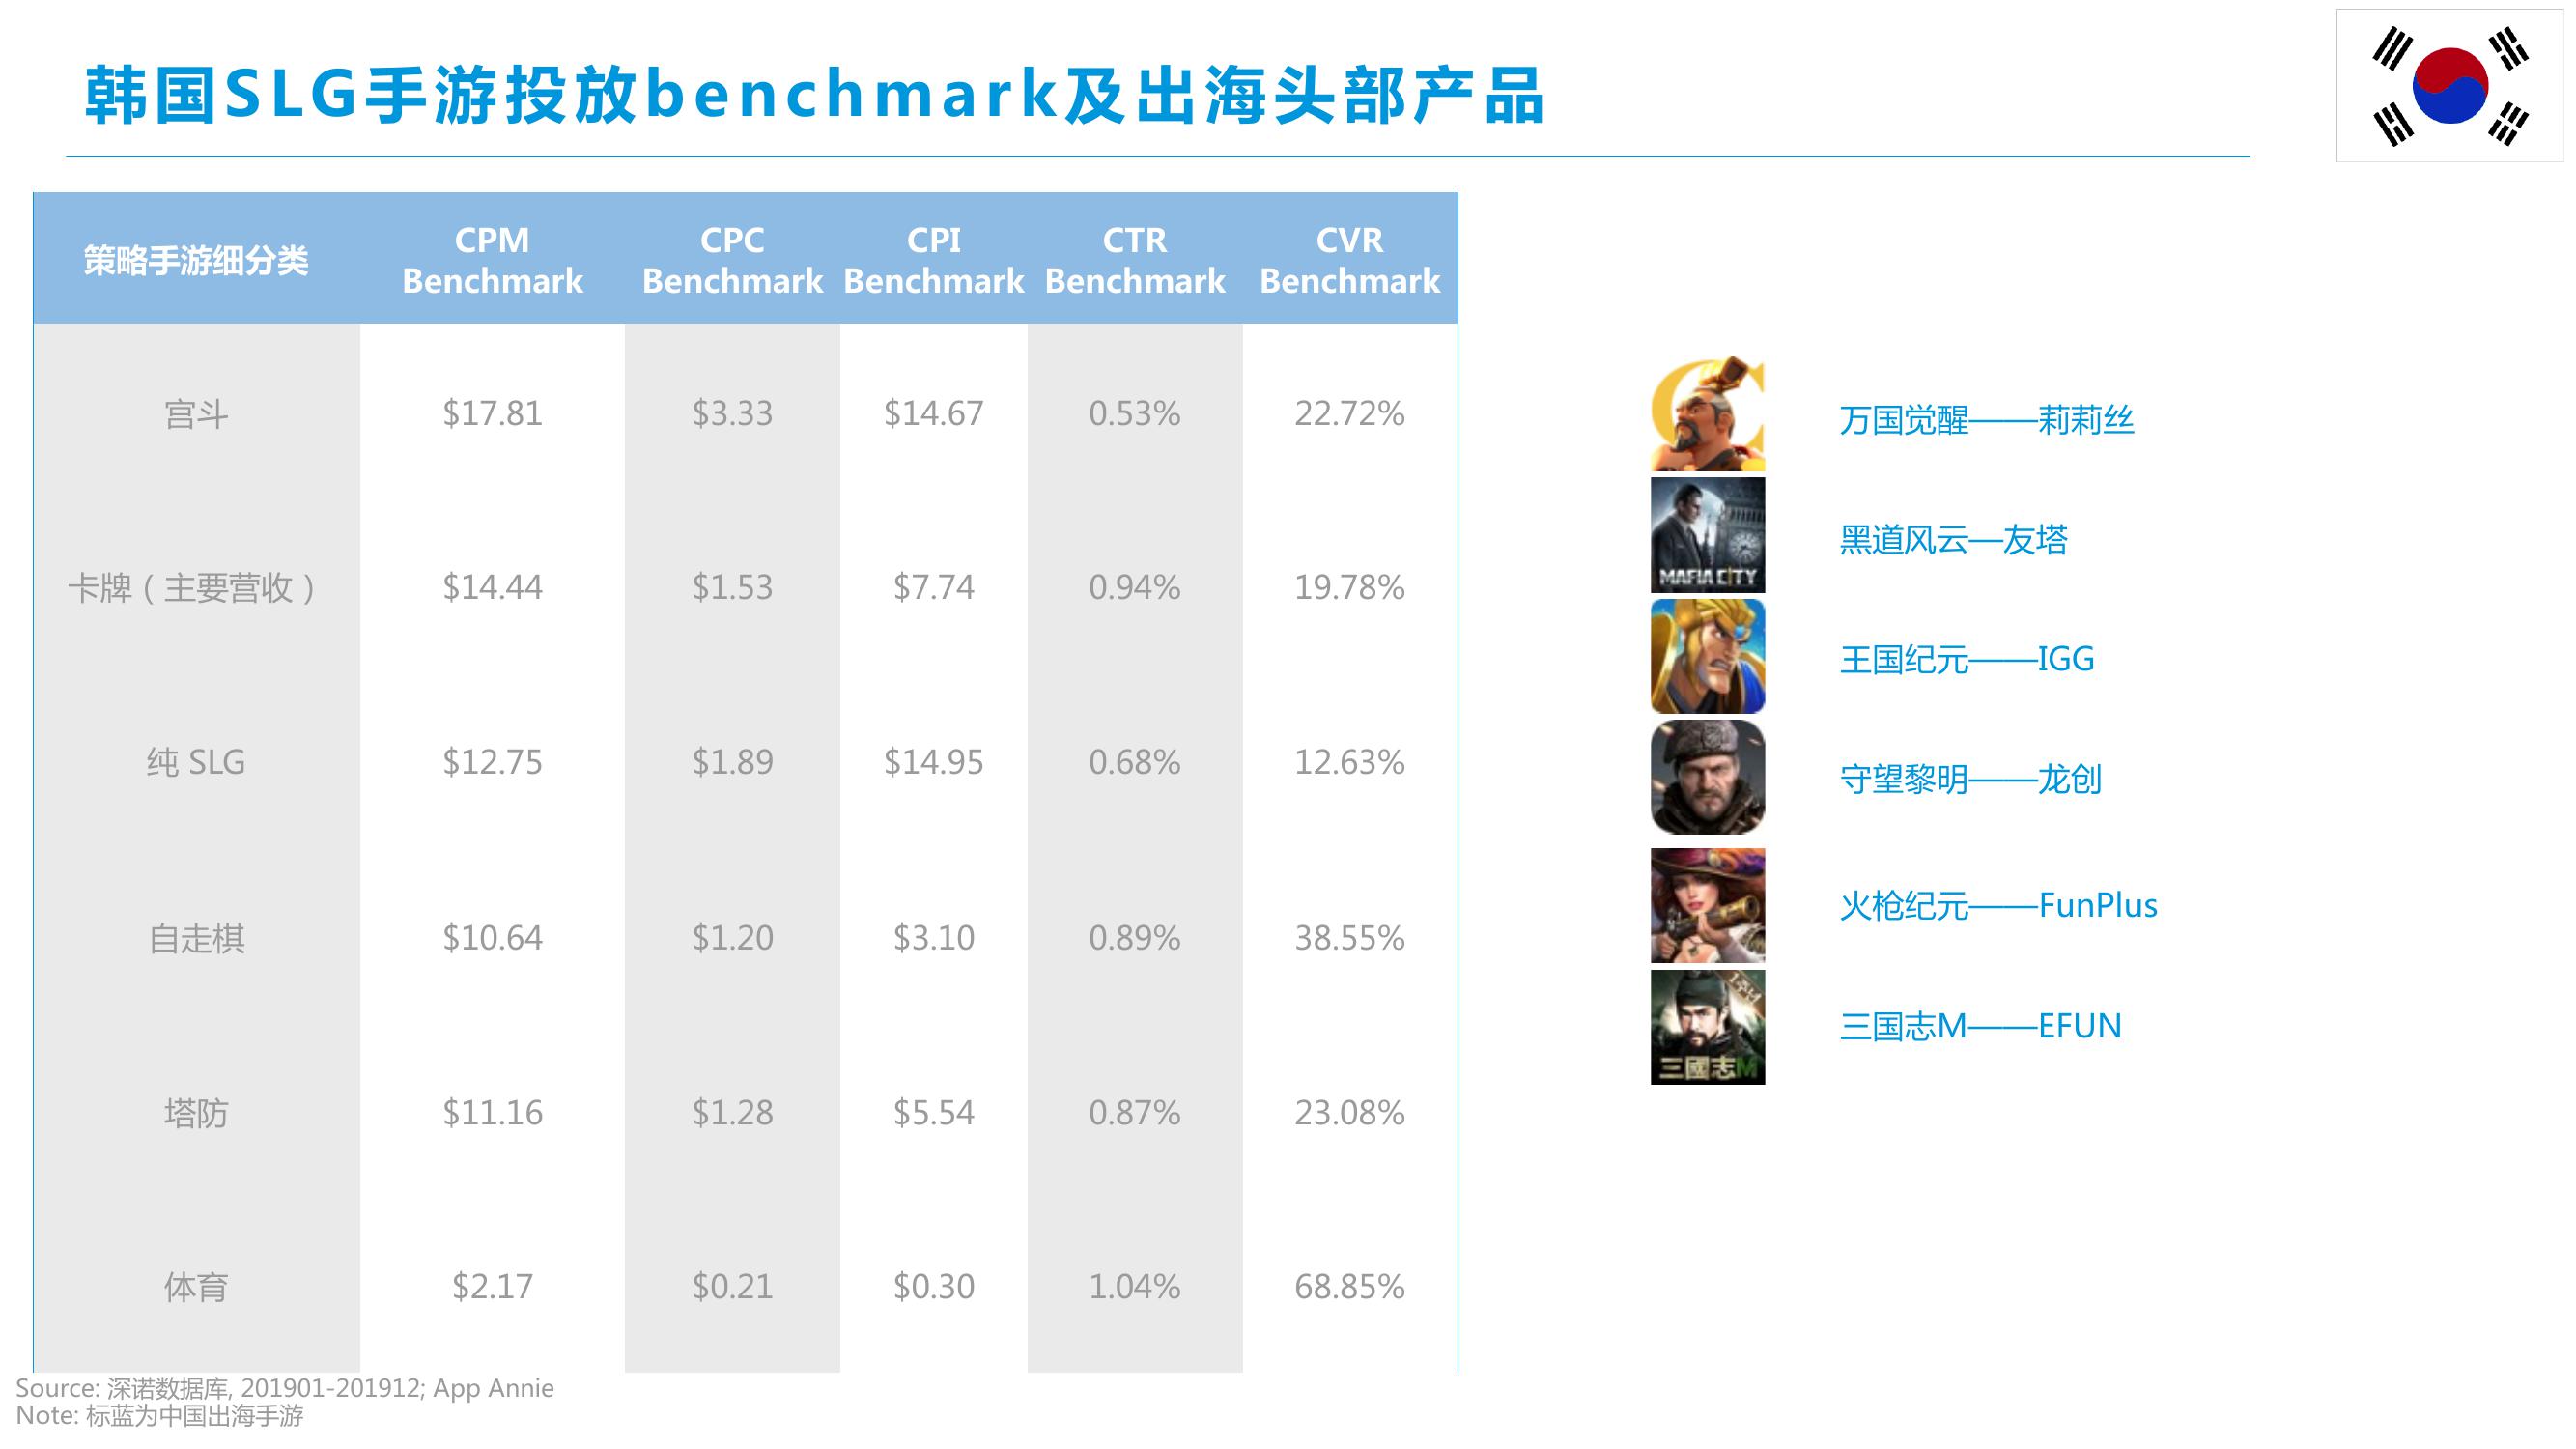 韩国SLG手游投放benchmark及出海头部产品
策略手游细分类 CPM Benchmark CPC Benchmark CPI Benchmark CTR Benchmark CVR Benchmark
宫斗 $17.81 $3.33 $14.67 0.53% 22.72%
卡牌（主要营收） $14.44 $1.53 $7.74 0.94% 19.78%
纯 SLG $12.75 $1.89 $14.95 0.68% 12.63%
自走棋 $10.64 $1.20 $3.10 0.89% 38.55%
塔防 $11.16 $1.28 $5.54 0.87% 23.08%
体育 $2.17 $0.21 $0.30 1.04% 68.85%
万国觉醒——莉莉丝
MAFIA CITY
黑道风云—友塔
王国纪元——IGG
守望黎明——龙创
火枪纪元——FunPlus
1주년
三國志M
三国志M——EFUN
Source: 深诺数据库, 201901-201912; App Annie
Note: 标蓝为中国出海手游